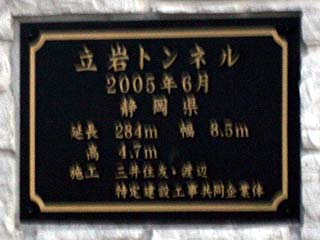 立岩トンネル
2005年6月
静岡県
延長 284m 幅 8.5m
高 4.7m
施工 三井住友・渡辺
特定建設工事共同企業体